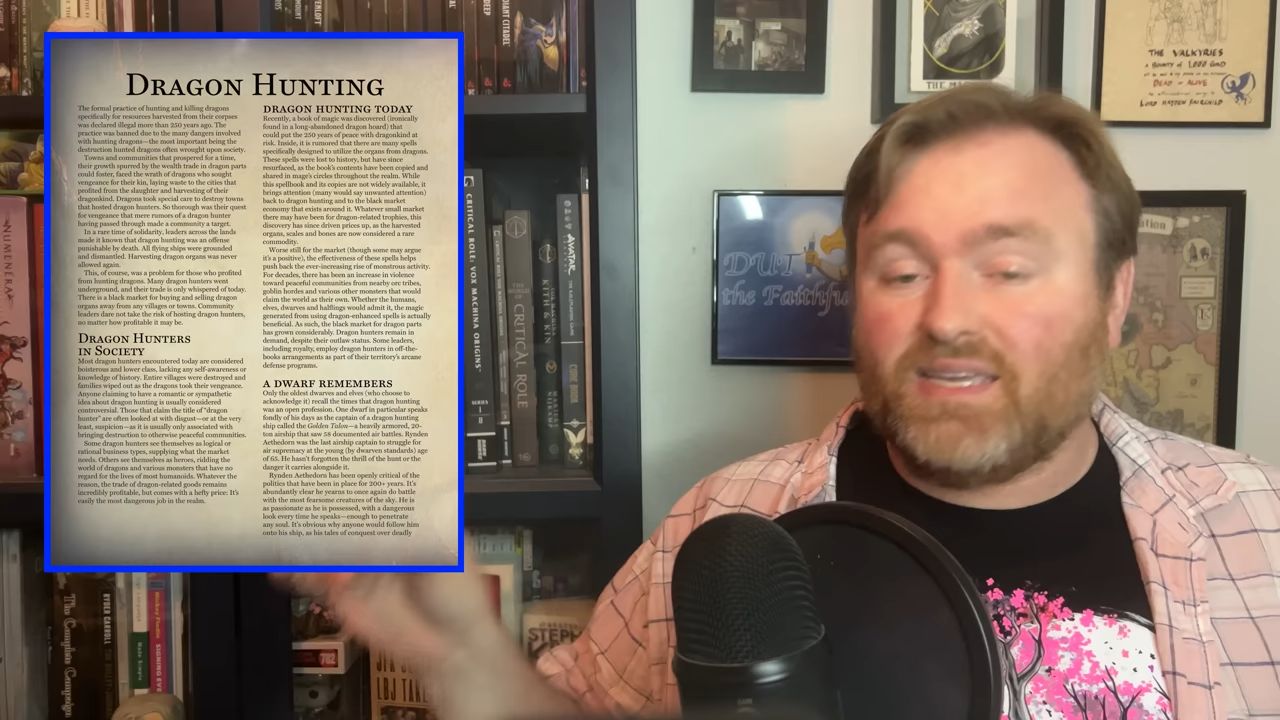 DRAGON HUNTING
The formal practice of hunting and killing dragons
specifically for resources harvested from their corpses
was declared illegal more than 250 years ago. The
practice was banned due to the many dangers involved
with hunting dragons—the most important being the
destruction hunted dragons often wrought upon society.
Towns and communities that prospered for a time,
their growth spurred by the wealth trade in dragon parts
could foster, faced the wrath of dragons who sought
vengeance for their kin, laying waste to the cities that
profited from the slaughter and harvesting of their
dragonkind. Dragons took special care to destroy towns
that hosted dragon hunters. So thorough was their quest
for vengeance that mere rumors of a dragon hunter
having passed through made a community a target.
In a rare time of solidarity, leaders across the lands
made it known that dragon hunting was an offense
punishable by death. All flying ships were grounded
and dismantled. Harvesting dragon organs was never
allowed again.
This, of course, was a problem for those who profited
from hunting dragons. Many dragon hunters went
underground, and their trade is only whispered of today.
There is a black market for buying and selling dragon
organs away from any villages or towns. Community
leaders dare not take the risk of hosting dragon hunters,
no matter how profitable it may be.
DRAGON HUNTERS
IN SOCIETY
Most dragon hunters encountered today are considered
boisterous and lower class, lacking any self-awareness or
knowledge of history. Entire villages were destroyed and
families wiped out as the dragons took their vengeance.
Anyone claiming to have a romantic or sympathetic
idea about dragon hunting is usually considered
controversial. Those that claim the title of "dragon
hunter" are often looked at with disgust—or at the very
least, suspicion—as it is usually only associated with
bringing destruction to otherwise peaceful communities.
Some dragon hunters see themselves as logical or
rational business types, supplying what the market
needs. Others see themselves as heroes, ridding the
world of dragons and various monsters that have no
regard for the lives of most humanoids. Whatever the
reason, the trade of dragon-related goods remains
incredibly profitable, but comes with a hefty price: It's
easily the most dangerous job in the realm.
DRAGON HUNTING TODAY
Recently, a book of magic was discovered (ironically
found in a long-abandoned dragon hoard) that
could put the 250 years of peace with dragonkind at
risk. Inside, it is rumored that there are many spells
specifically designed to utilize the organs from dragons.
These spells were lost to history, but have since
resurfaced, as the book's contents have been copied and
shared in mage's circles throughout the realm. While
this spellbook and its copies are not widely available, it
brings attention (many would say unwanted attention)
back to dragon hunting and to the black market
economy that exists around it. Whatever small market
there may have been for dragon-related trophies, this
discovery has since driven prices up, as the harvested
organs, scales and bones are now considered a rare
commodity.
Worse still for the market (though some may argue
it's a positive), the effectiveness of these spells helps
push back the ever-increasing rise of monstrous activity.
For decades, there has been an increase in violence
toward peaceful communities from nearby orc tribes,
goblin hordes and various other monsters that would
claim the world as their own. Whether the humans,
elves, dwarves and halflings would admit it, the magic
generated from using dragon-enhanced spells is actually
beneficial. As such, the black market for dragon parts
has grown considerably. Dragon hunters remain in
demand, despite their outlaw status. Some leaders,
including royalty, employ dragon hunters in off-the-
books arrangements as part of their territory's arcane
defense programs.
A DWARF REMEMBERS
Only the oldest dwarves and elves (who choose to
acknowledge it) recall the times that dragon hunting
was an open profession. One dwarf in particular speaks
fondly of his days as the captain of a dragon hunting
ship called the Golden Talon—a heavily armored, 20-
ton airship that saw 58 documented air battles. Rynden
Aethedorn was the last airship captain to struggle for
air supremacy at the young (by dwarven standards) age
of 65. He hasn't forgotten the thrill of the hunt or the
danger it carries alongside it.
Rynden Aethedorn has been openly critical of the
politics that have been in place for 200+ years. It's
abundantly clear he yearns to once again do battle
with the most fearsome creatures of the sky. He is
as passionate as he is possessed, with a dangerous
look every time he speaks—enough to penetrate
any soul. It's obvious why anyone would follow him
onto his ship, as his tales of conquest over deadly
NUMENERA
RADIANT CITADEL
CRITICAL ROLE: VOX MACHINA ORIGINS
SERIES
I
II
THE WORLD OF
CRITICAL ROLE
KITH & KIN
AVATAR
CORE BOOK
THE VALKYRIES
A BOUNTY OF 1,000 GOLD
DEAD OR ALIVE
LORD HATTEN FAIRCHILD
DUT
the Faithfu
The Campaign
RYDER CARROLL
Made Simple
782
STEPH